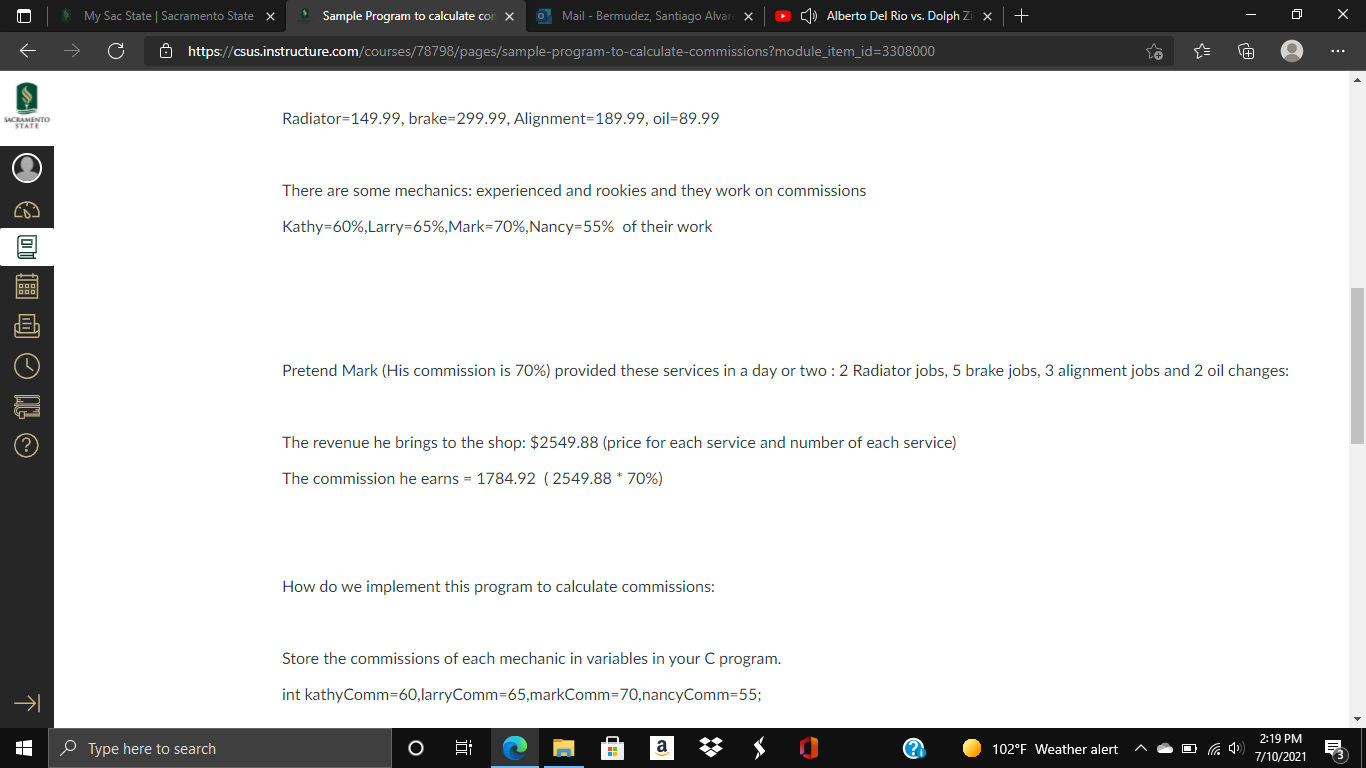 My Sac State | Sacramento State
Sample Program to calculate con
Mail - Bermudez, Santiago Alvar
Alberto Del Rio vs. Dolph Zi
https://csus.instructure.com/courses/78798/pages/sample-program-to-calculate-commissions?module_item_id=3308000
SACRAMENTO
STATE
Radiator=149.99, brake=299.99, Alignment=189.99, oil=89.99
There are some mechanics: experienced and rookies and they work on commissions
Kathy=60%,Larry=65%,Mark=70%,Nancy=55% of their work
Pretend Mark (His commission is 70%) provided these services in a day or two : 2 Radiator jobs, 5 brake jobs, 3 alignment jobs and 2 oil changes:
The revenue he brings to the shop: $2549.88 (price for each service and number of each service)
The commission he earns = 1784.92 ( 2549.88 * 70%)
How do we implement this program to calculate commissions:
Store the commissions of each mechanic in variables in your C program.
int kathyComm=60,larryComm=65,markComm=70,nancyComm=55;
Type here to search
102°F Weather alert
2:19 PM
7/10/2021
3